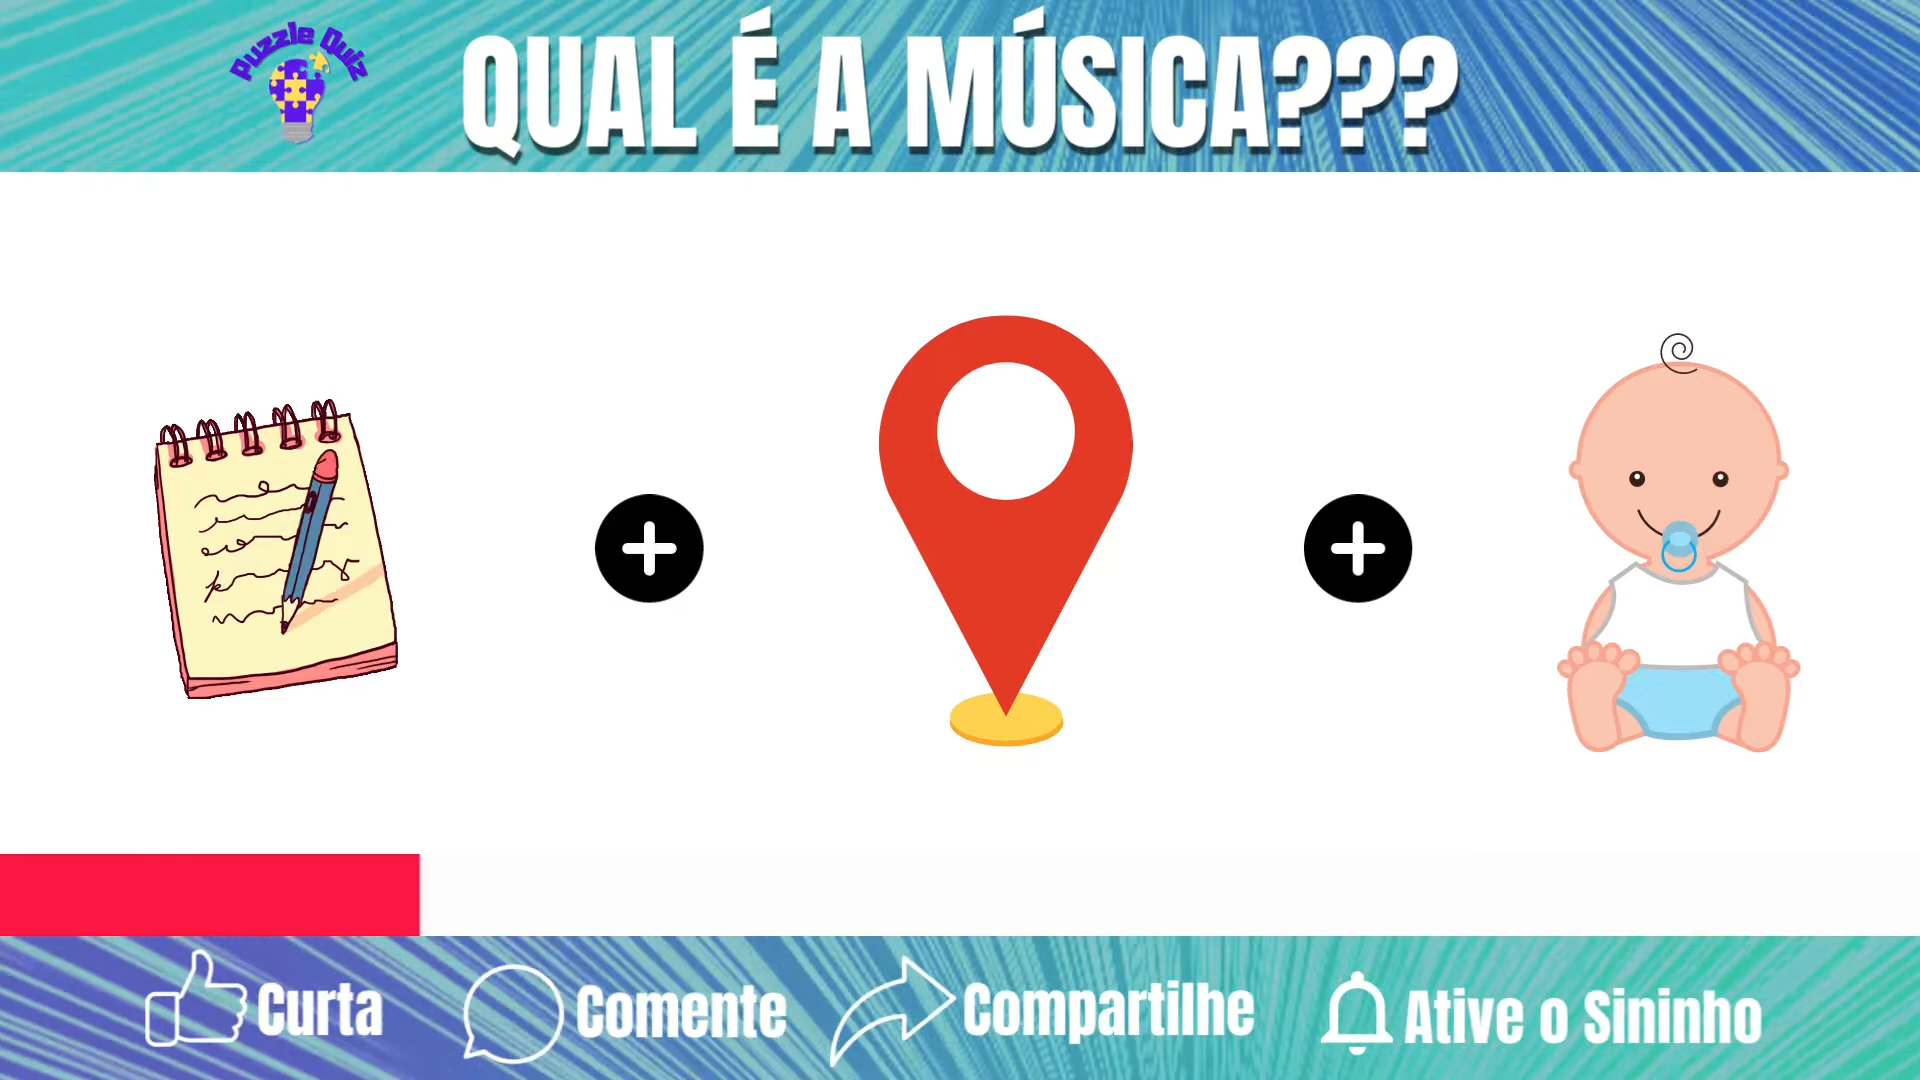 Puzzle Quiz
QUAL É A MÚSICA???
Curta
Comente
Compartilhe
Ative o Sininho